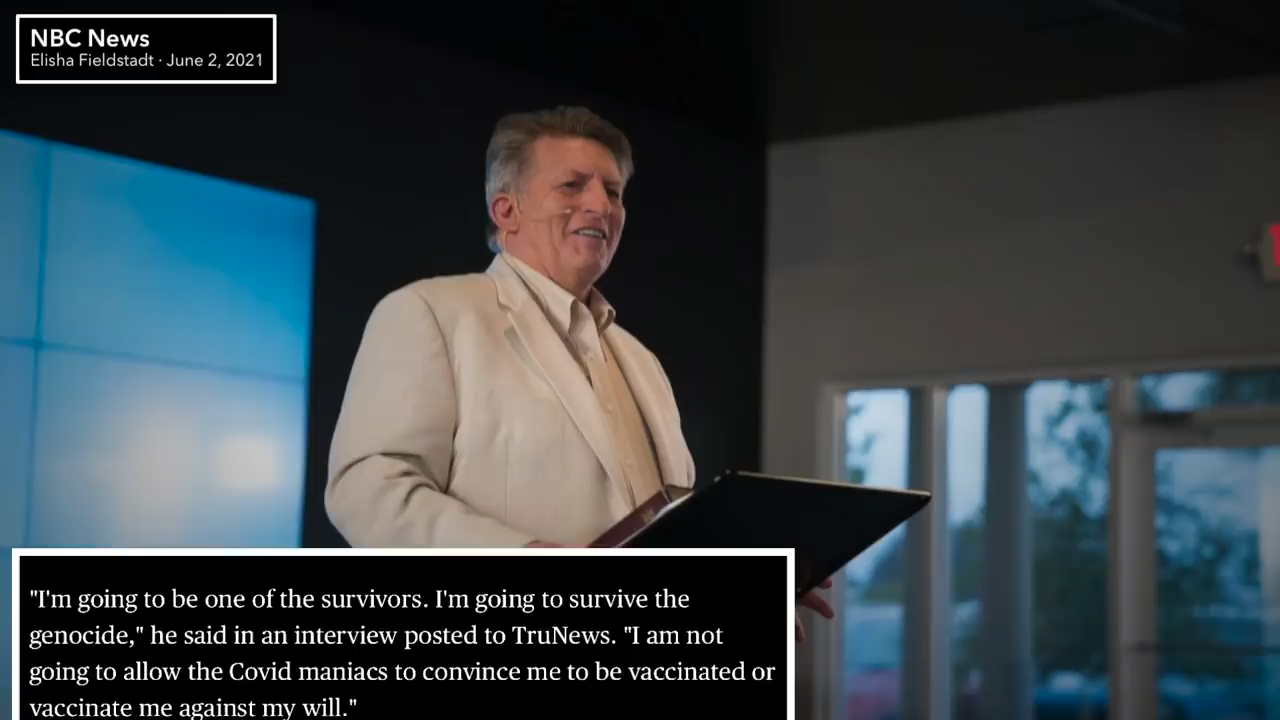 NBC News
Elisha Fieldstadt · June 2, 2021
"I'm going to be one of the survivors. I'm going to survive the
genocide," he said in an interview posted to TruNews. "I am not
going to allow the Covid maniacs to convince me to be vaccinated or
vaccinate me against my will."